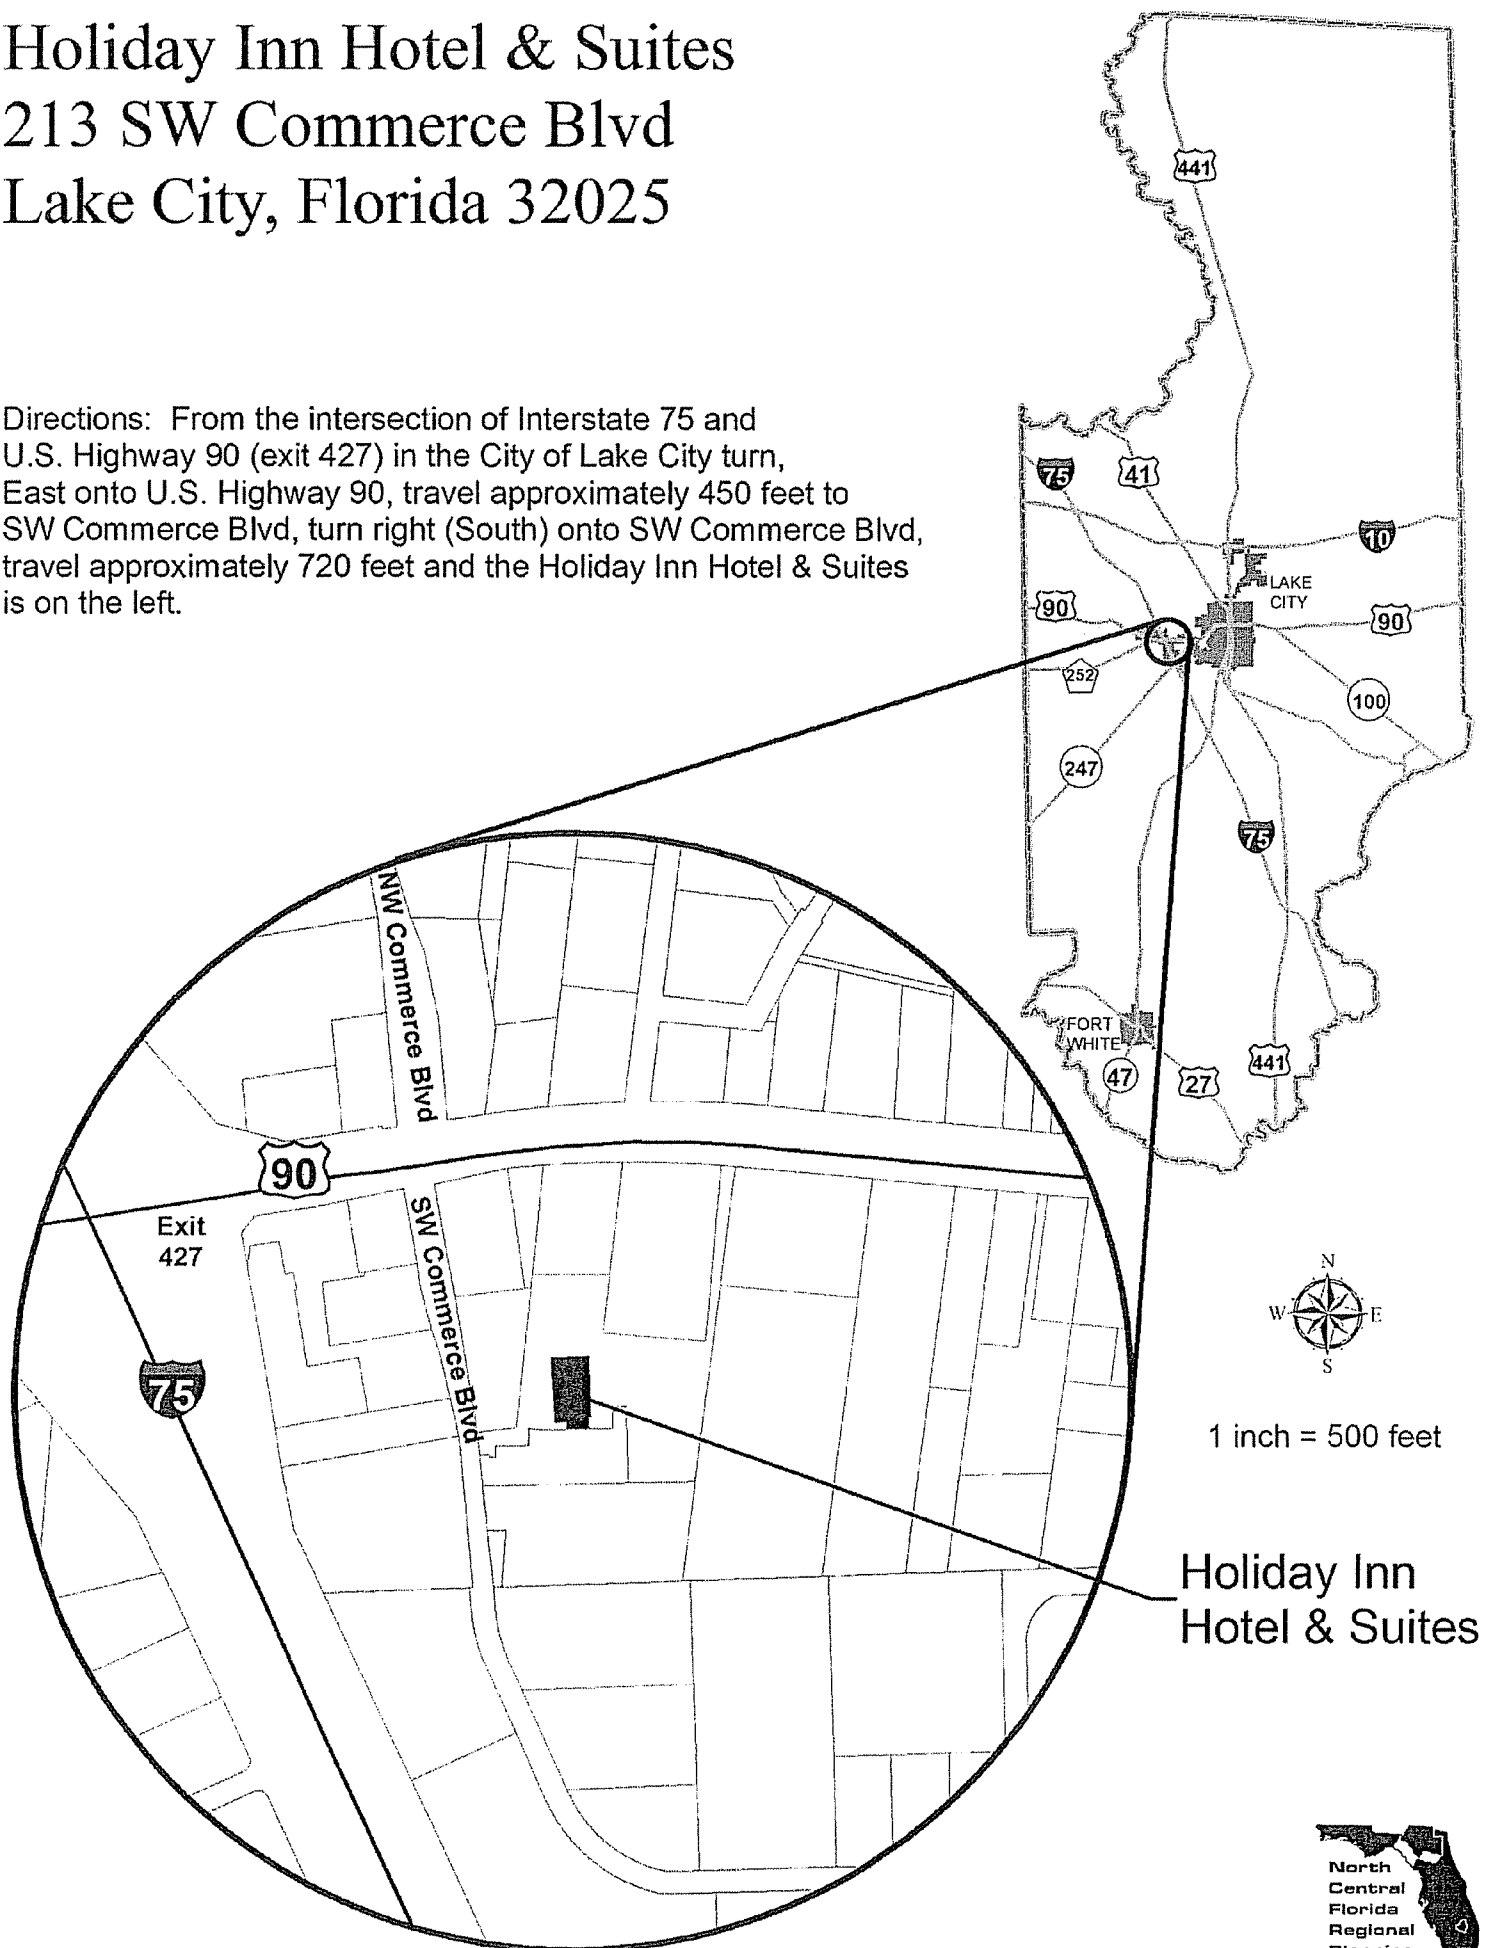 Holiday Inn Hotel & Suites
213 SW Commerce Blvd
Lake City, Florida 32025
Directions: From the intersection of Interstate 75 and
U.S. Highway 90 (exit 427) in the City of Lake City turn,
East onto U.S. Highway 90, travel approximately 450 feet to
SW Commerce Blvd, turn right (South) onto SW Commerce Blvd,
travel approximately 720 feet and the Holiday Inn Hotel & Suites
is on the left.
441
75
41
10
LAKE
CITY
90
90
252
100
247
75
FORT
WHITE
47
27
441
NW Commerce Blvd
90
Exit
427
SW Commerce Blvd
75
N
W
E
S
1 inch = 500 feet
Holiday Inn
Hotel & Suites
North
Central
Florida
Regional